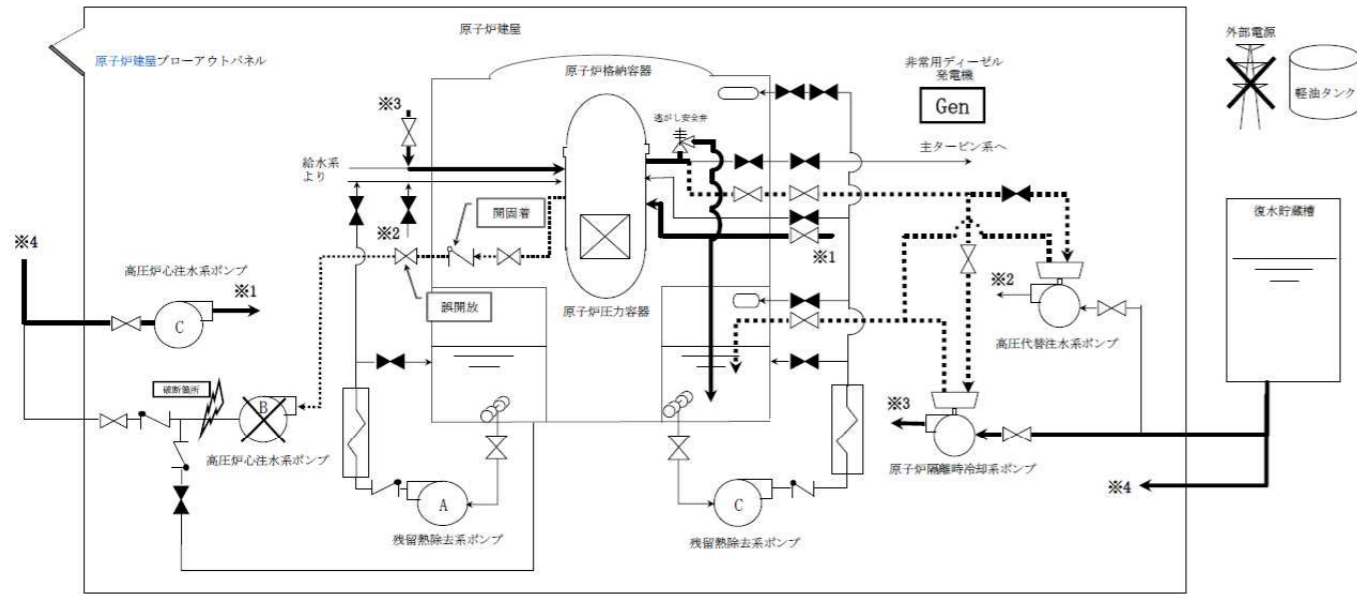 原子炉建屋
外部電源
原子炉建屋ブローアウトパネル
原子炉格納容器
非常用ディーゼル
発電機
Gen
軽油タンク
※3
逃がし安全弁
給水系
より
主タービン系へ
開固着
復水貯蔵槽
※4
※2
※1
高圧炉心注水系ポンプ
※1
誤開放
※2
C
原子炉圧力容器
高圧代替注水系ポンプ
破断箇所
B
※3
高圧炉心注水系ポンプ
原子炉隔離時冷却系ポンプ
※4
A
C
残留熱除去系ポンプ
残留熱除去系ポンプ